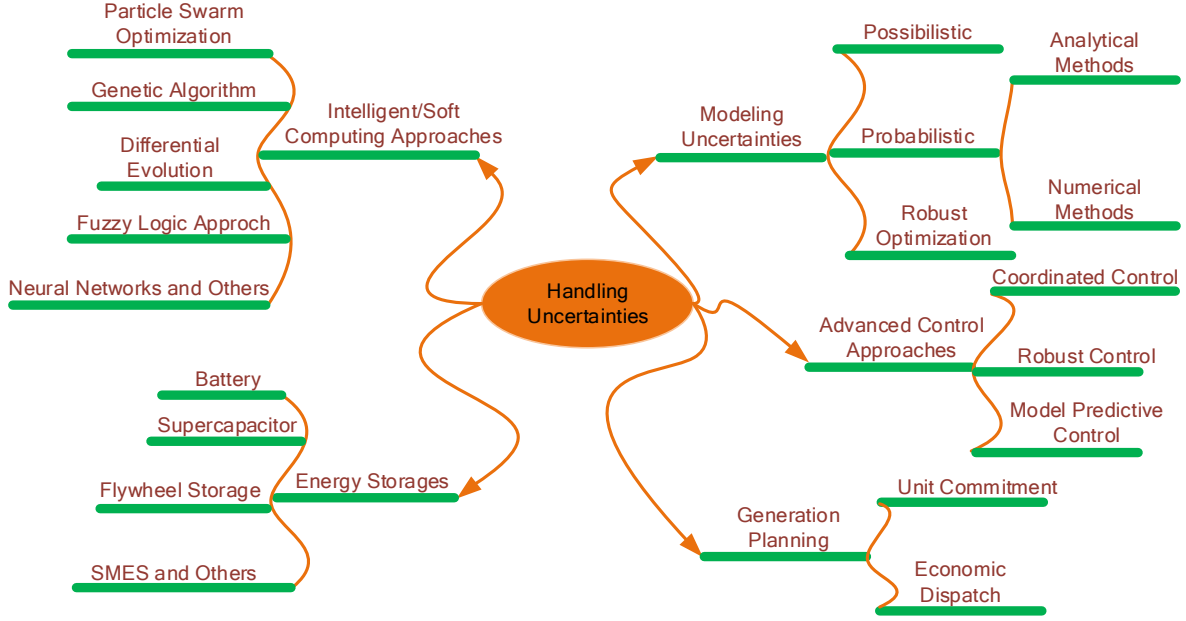 Particle Swarm
Optimization
Genetic Algorithm
Differential
Evolution
Fuzzy Logic Approch
Neural Networks and Others
Intelligent/Soft
Computing Approaches
Battery
Supercapacitor
Flywheel Storage
SMES and Others
Energy Storages
Handling
Uncertainties
Modeling
Uncertainties
Possibilistic
Probabilistic
Robust
Optimization
Analytical
Methods
Numerical
Methods
Advanced Control
Approaches
Coordinated Control
Robust Control
Model Predictive
Control
Generation
Planning
Unit Commitment
Economic
Dispatch